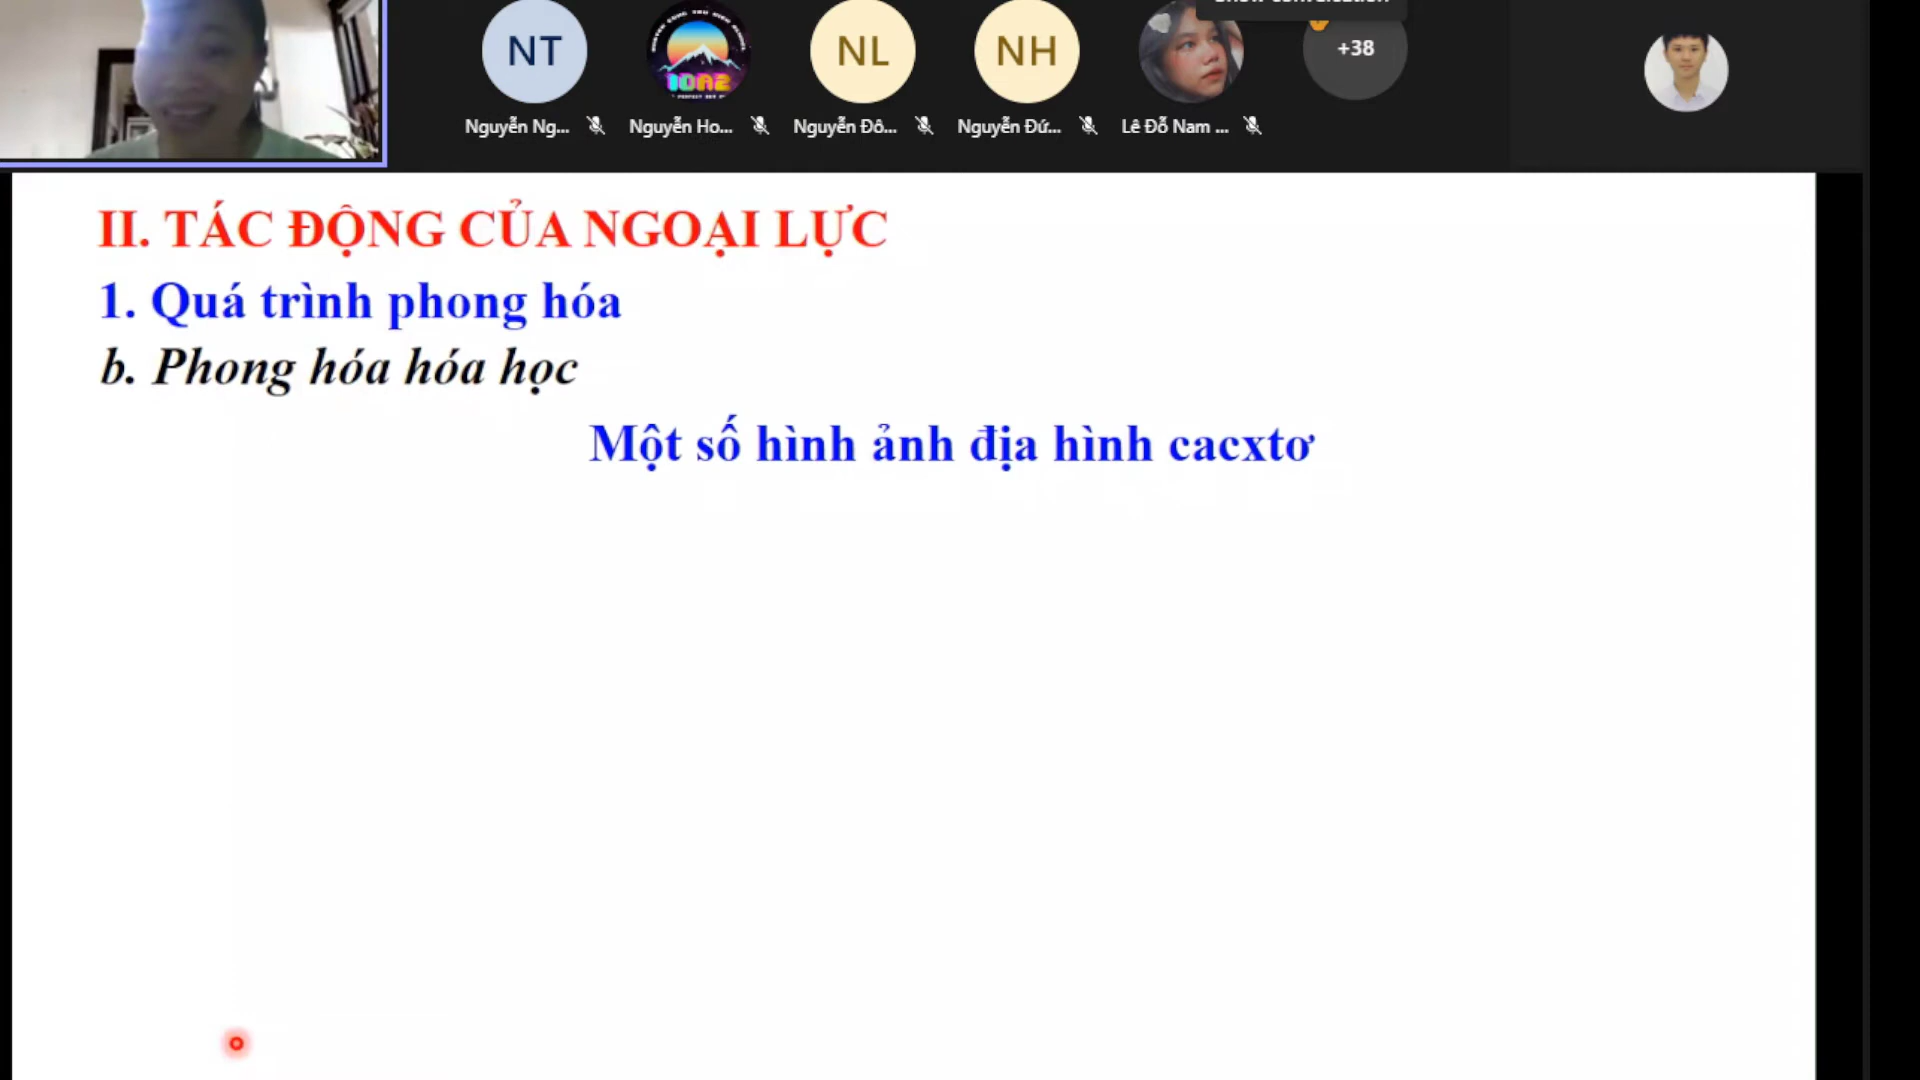 NT
NL
NH
+38
Nguyễn Ng...
Nguyễn Ho...
Nguyễn Đô...
Nguyễn Đứ...
Lê Đỗ Nam ...
10A2
II. TÁC ĐỘNG CỦA NGOẠI LỰC
1. Quá trình phong hóa
b. Phong hóa hóa học
Một số hình ảnh địa hình cacxtơ